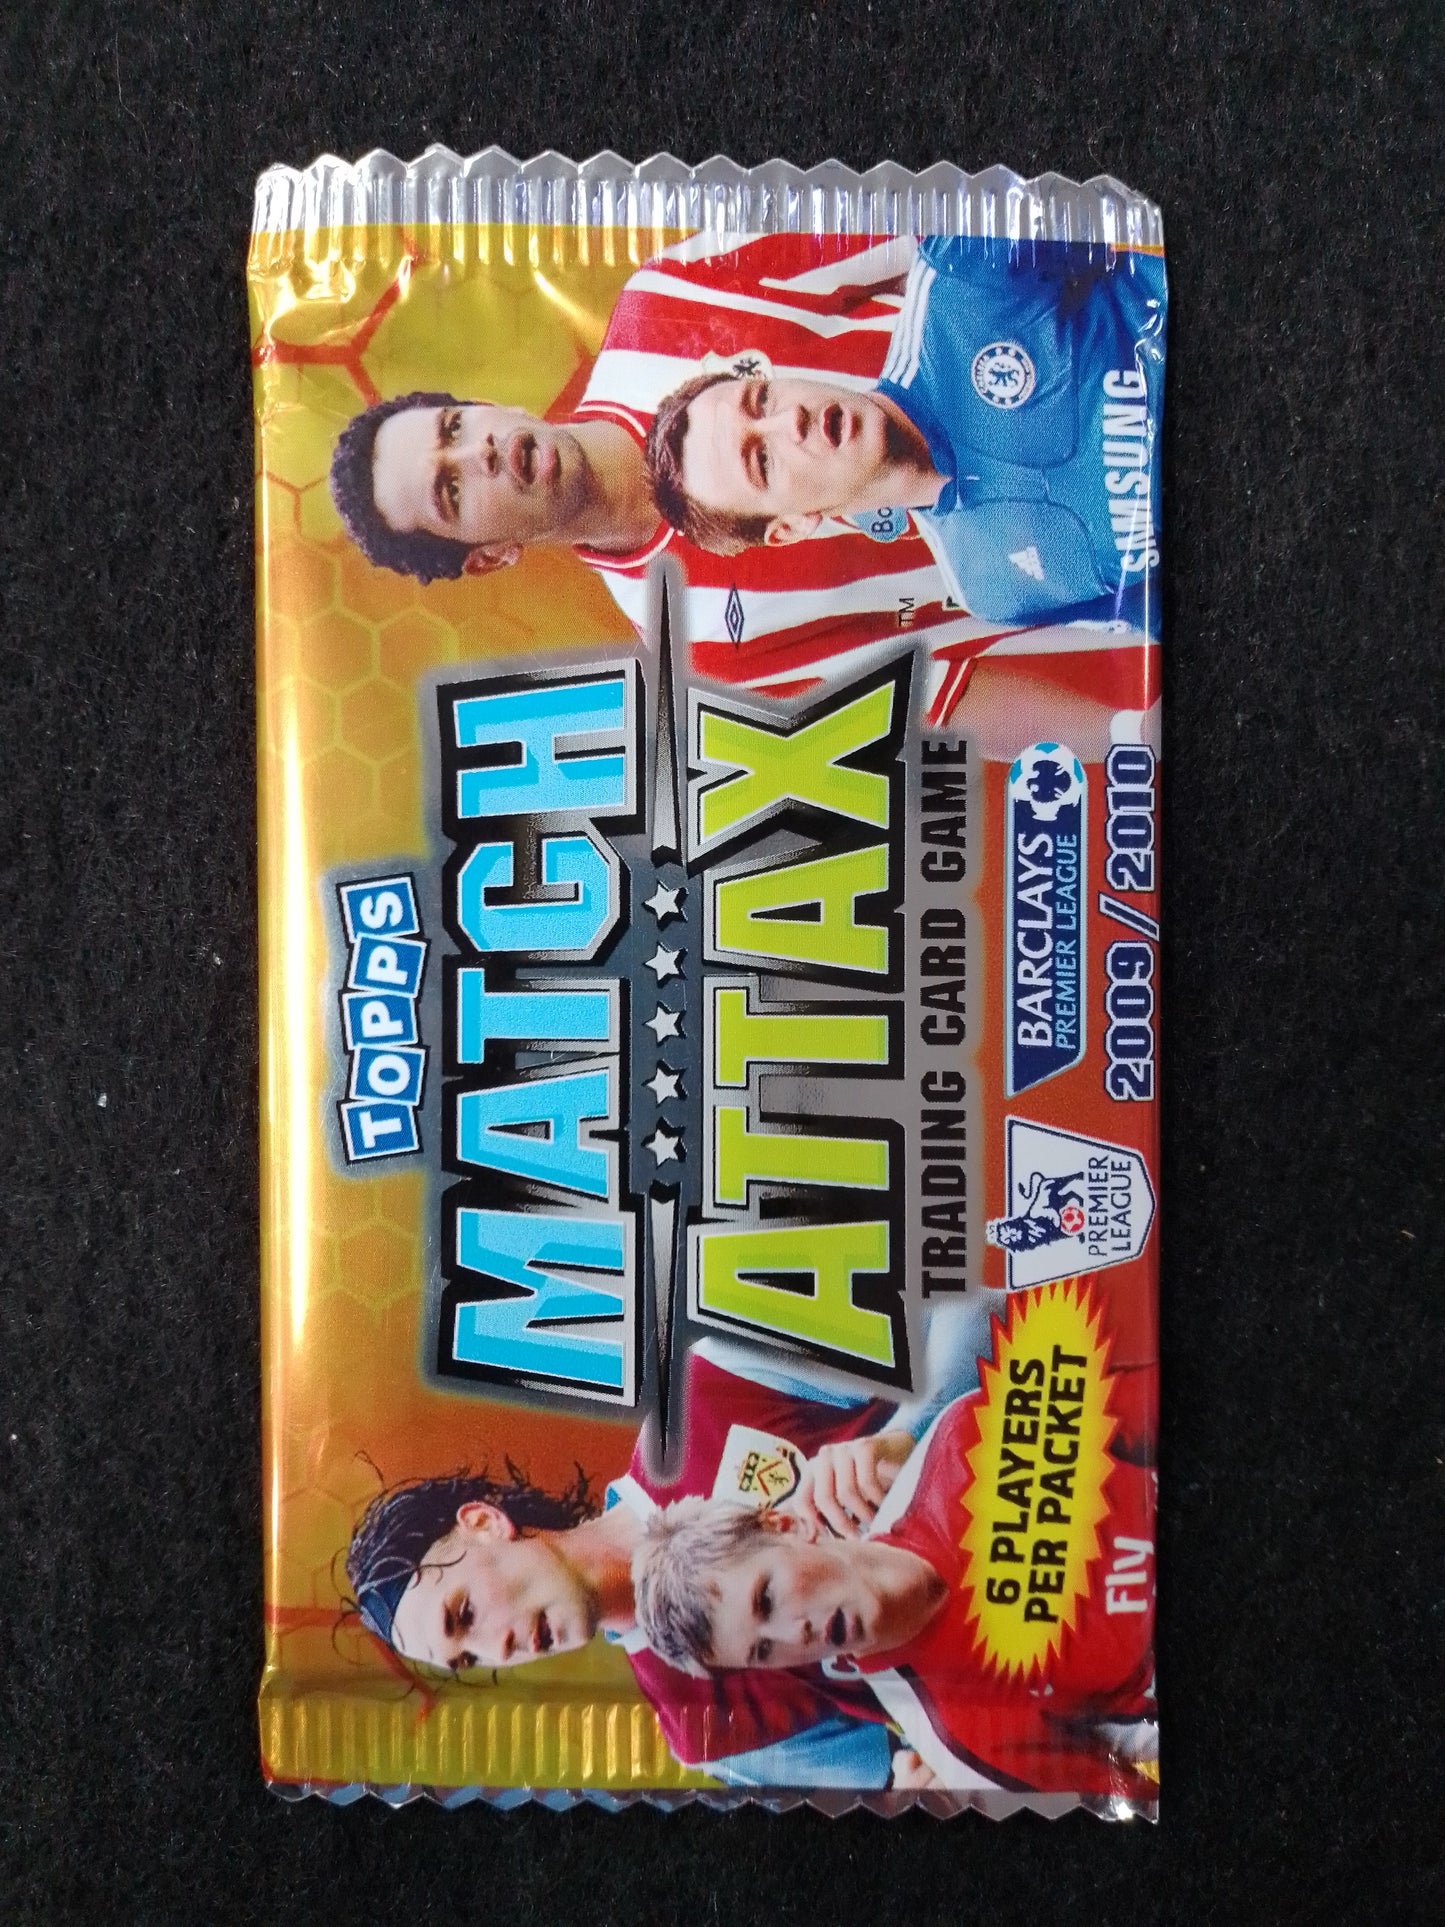 TOPPS
MATCH
ATTAX
TM
TRADING CARD GAME
6 PLAYERS
PER PACKET
PREMIER
LEAGUE
BARCLAYS
PREMIER LEAGUE
2009/2010
SAMSUNG
Fly